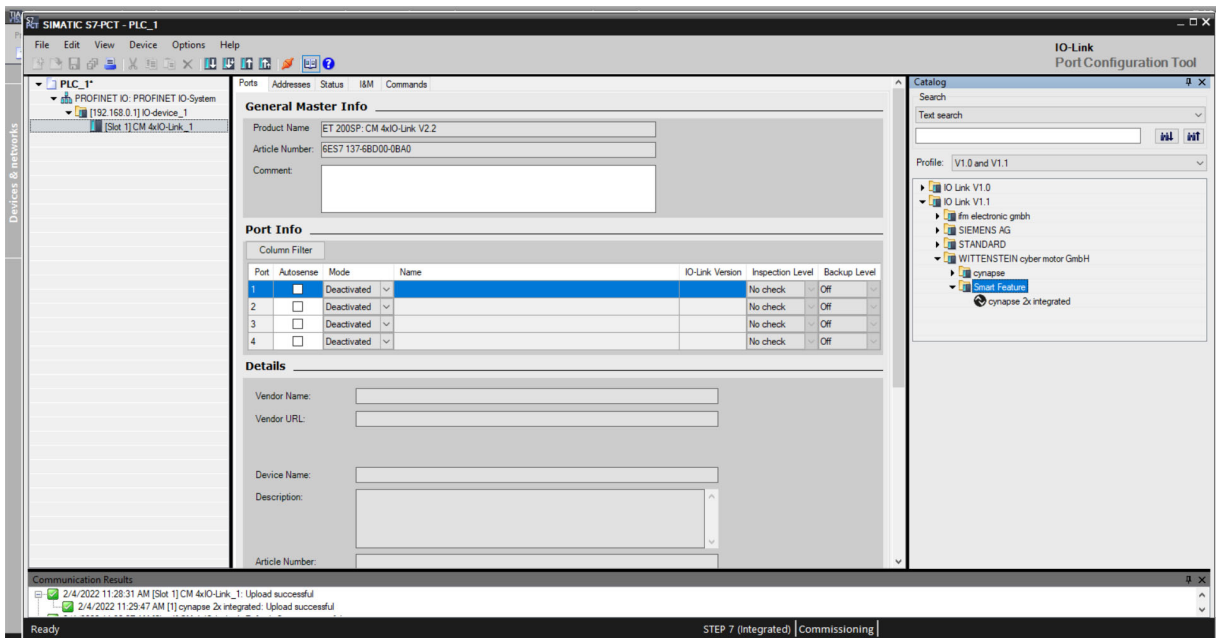 SIMATIC S7-PCT - PLC_1
File Edit View Device Options Help
IO-Link
Port Configuration Tool
PLC_1*
PROFINET IO: PROFINET IO-System
[192.168.0.1] IO-device_1
[Slot 1] CM 4xIO-Link_1
Devices & networks
Ports Addresses Status I&M Commands
General Master Info
Product Name ET 200SP: CM 4xIO-Link V2.2
Article Number: 6ES7 137-6BD00-0BA0
Comment:
Port Info
Column Filter
Port Autosense Mode Name IO-Link Version Inspection Level Backup Level
1 Deactivated No check Off
2 Deactivated No check Off
3 Deactivated No check Off
4 Deactivated No check Off
Details
Vendor Name:
Vendor URL:
Device Name:
Description:
Article Number:
Catalog
Search
Text search
Profile: V1.0 and V1.1
IO Link V1.0
IO Link V1.1
ifm electronic gmbh
SIEMENS AG
STANDARD
WITTENSTEIN cyber motor GmbH
cynapse
Smart Feature
cynapse 2x integrated
Communication Results
2/4/2022 11:28:31 AM [Slot 1] CM 4xIO-Link_1: Upload successful
2/4/2022 11:29:47 AM [1] cynapse 2x integrated: Upload successful
Ready STEP 7 (Integrated) Commissioning